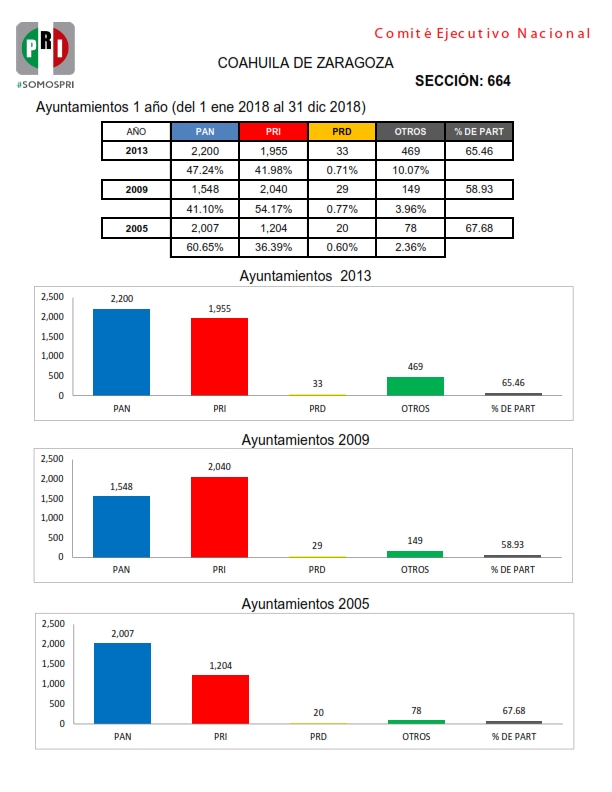 Comité Ejecutivo Nacional
PRI
#SOMOSPRI
COAHUILA DE ZARAGOZA
SECCIÓN: 664
Ayuntamientos 1 año (del 1 ene 2018 al 31 dic 2018)
AÑO PAN PRI PRD OTROS % DE PART
2013 2,200 1,955 33 469 65.46
47.24% 41.98% 0.71% 10.07%
2009 1,548 2,040 29 149 58.93
41.10% 54.17% 0.77% 3.96%
2005 2,007 1,204 20 78 67.68
60.65% 36.39% 0.60% 2.36%
Ayuntamientos 2013
2,500
2,000
1,500
1,000
500
0
2,200 1,955 33 469 65.46
PAN PRI PRD OTROS % DE PART
Ayuntamientos 2009
2,500
2,000
1,500
1,000
500
0
1,548 2,040 29 149 58.93
PAN PRI PRD OTROS % DE PART
Ayuntamientos 2005
2,500
2,000
1,500
1,000
500
0
2,007 1,204 20 78 67.68
PAN PRI PRD OTROS % DE PART